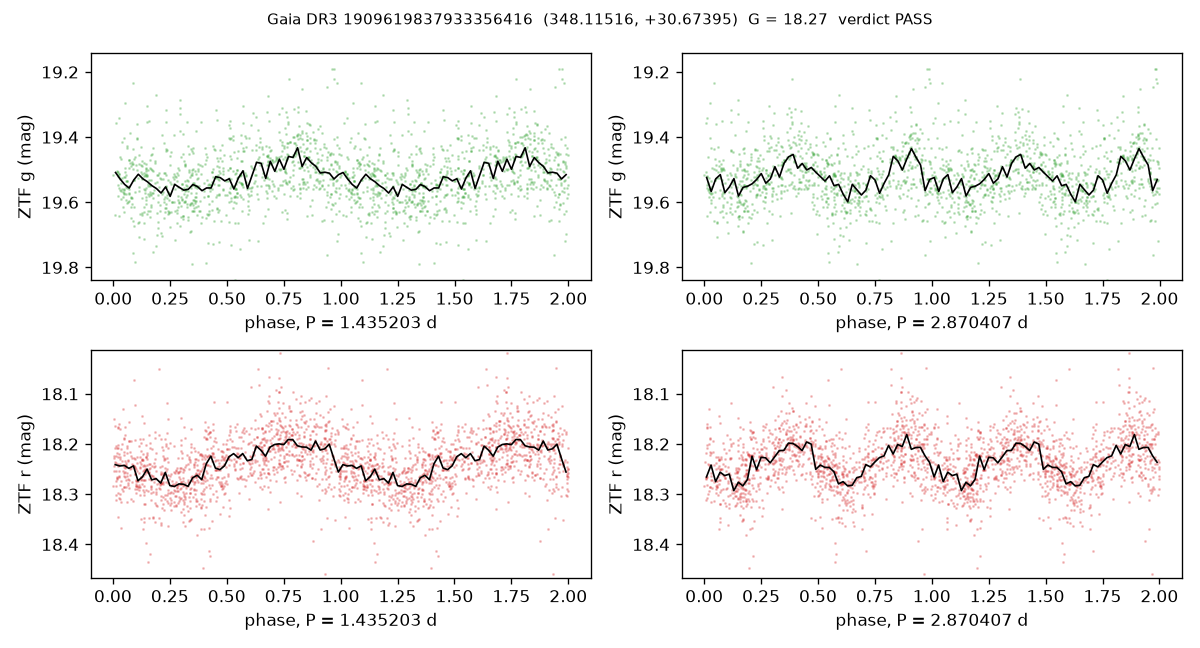 Gaia DR3 1909619837933356416  (348.11516, +30.67395)  G = 18.27  verdict PASS
ZTF g (mag)
19.2
19.4
19.6
19.8
0.00 0.25 0.50 0.75 1.00 1.25 1.50 1.75 2.00
phase, P = 1.435203 d
ZTF g (mag)
19.2
19.4
19.6
19.8
0.00 0.25 0.50 0.75 1.00 1.25 1.50 1.75 2.00
phase, P = 2.870407 d
ZTF r (mag)
18.1
18.2
18.3
18.4
0.00 0.25 0.50 0.75 1.00 1.25 1.50 1.75 2.00
phase, P = 1.435203 d
ZTF r (mag)
18.1
18.2
18.3
18.4
0.00 0.25 0.50 0.75 1.00 1.25 1.50 1.75 2.00
phase, P = 2.870407 d